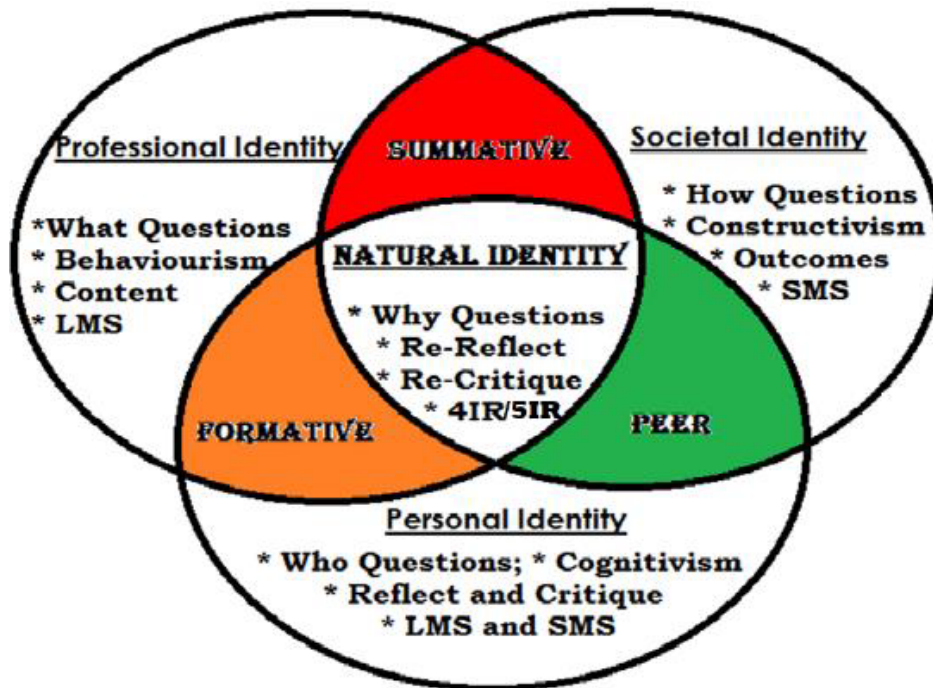 SUMMATIVE
Professional Identity
*What Questions
* Behaviourism
* Content
* LMS
Societal Identity
* How Questions
* Constructivism
* Outcomes
* SMS
NATURAL IDENTITY
* Why Questions
* Re-Reflect
* Re-Critique
* 4IR/5IR
FORMATIVE
PEER
Personal Identity
* Who Questions; * Cognitivism
* Reflect and Critique
* LMS and SMS